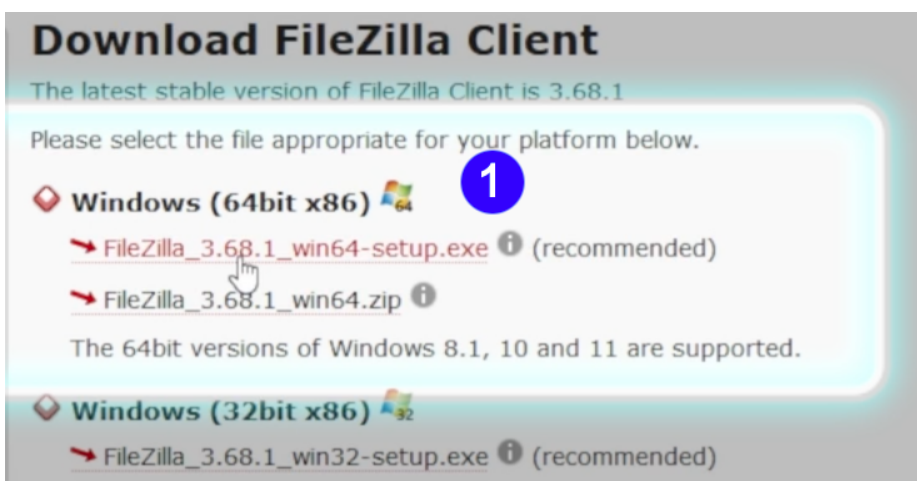 Download FileZilla Client
The latest stable version of FileZilla Client is 3.68.1
Please select the file appropriate for your platform below.
1
Windows (64bit x86) 64
FileZilla_3.68.1_win64-setup.exe i (recommended)
FileZilla_3.68.1_win64.zip i
The 64bit versions of Windows 8.1, 10 and 11 are supported.
Windows (32bit x86) 32
FileZilla_3.68.1_win32-setup.exe i (recommended)